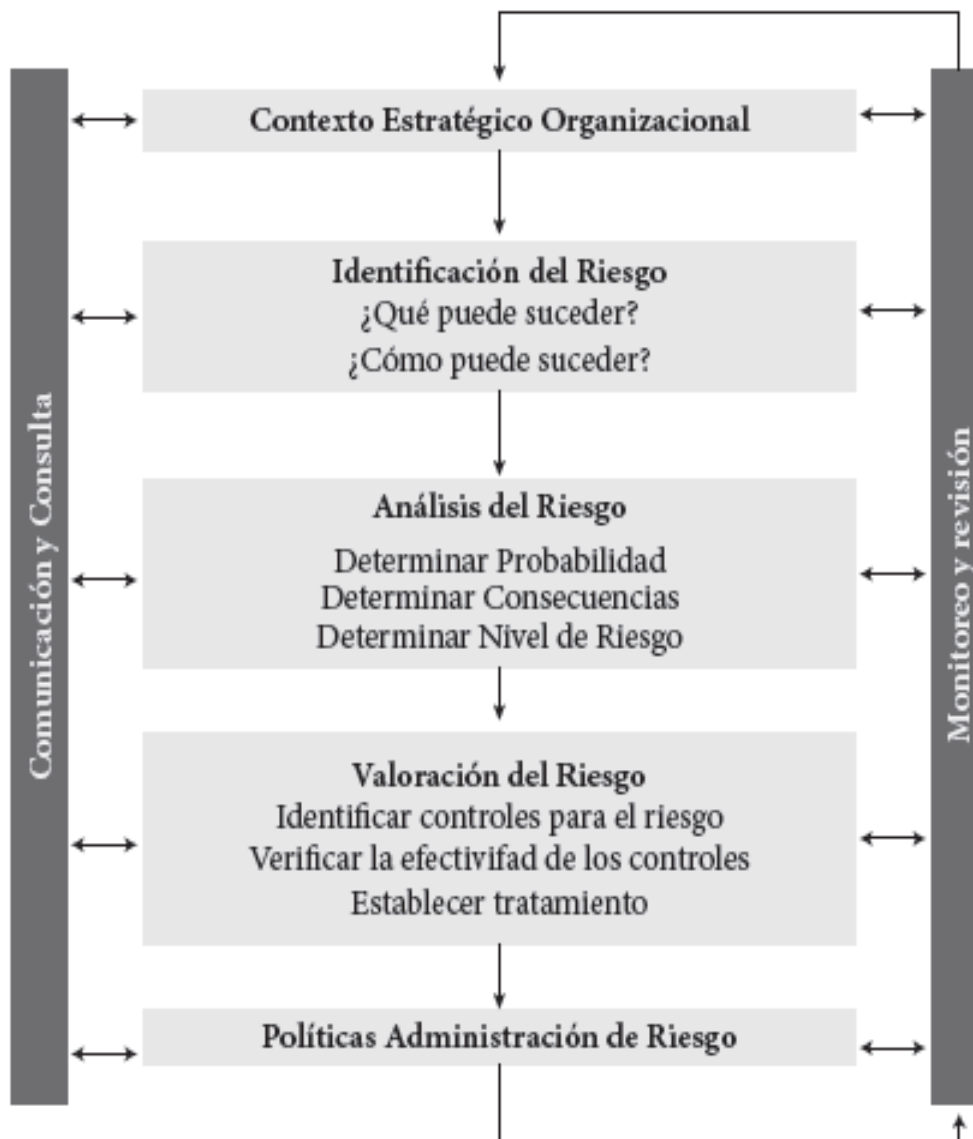 Contexto Estratégico Organizacional
Identificación del Riesgo
¿Qué puede suceder?
¿Cómo puede suceder?
Análisis del Riesgo
Determinar Probabilidad
Determinar Consecuencias
Determinar Nivel de Riesgo
Valoración del Riesgo
Identificar controles para el riesgo
Verificar la efectivifad de los controles
Establecer tratamiento
Políticas Administración de Riesgo
Comunicación y Consulta
Monitoreo y revisión